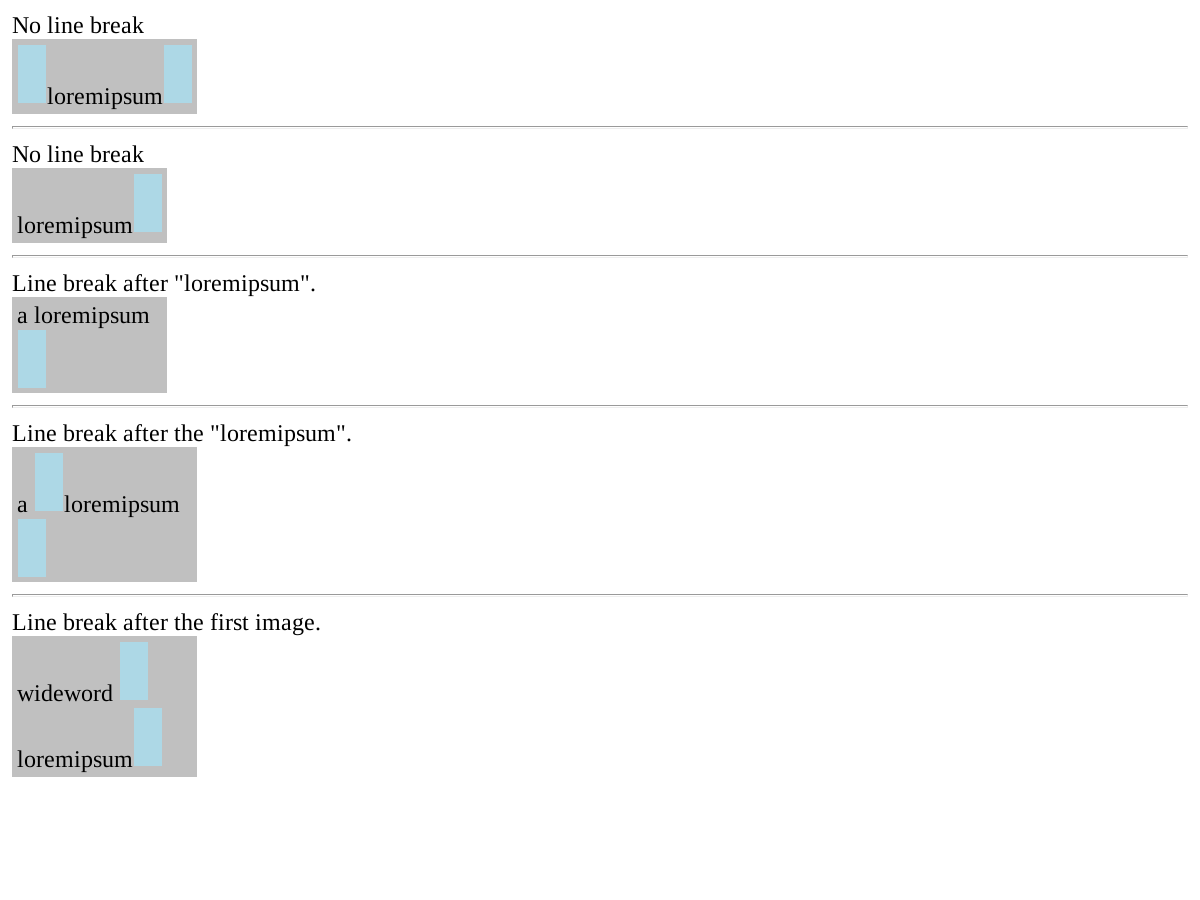 No line break
loremipsum
No line break
loremipsum
Line break after "loremipsum".
a loremipsum
Line break after the "loremipsum".
a loremipsum
Line break after the first image.
wideword
loremipsum